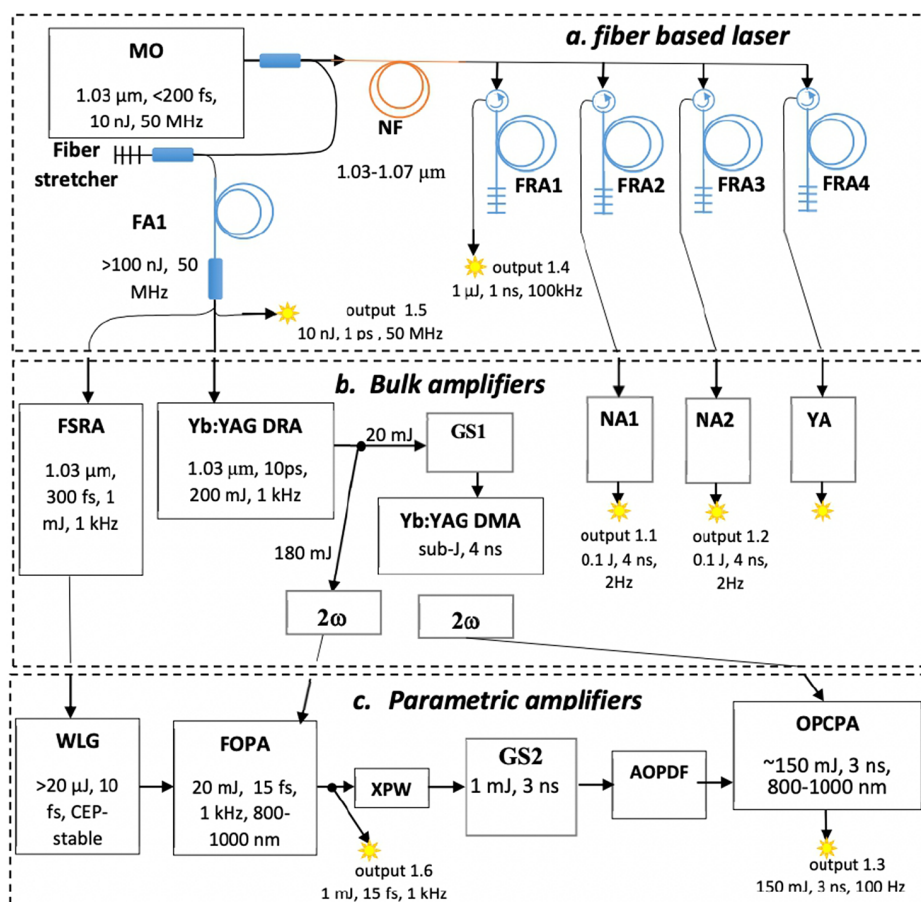 a. fiber based laser
MO
1.03 µm, <200 fs,
10 nJ, 50 MHz
NF
1.03-1.07 µm
Fiber
stretcher
FA1
>100 nJ, 50
MHz
FRA1
FRA2
FRA3
FRA4
output 1.4
1 µJ, 1 ns, 100kHz
output 1.5
10 nJ, 1 ps , 50 MHz
b. Bulk amplifiers
FSRA
1.03 µm,
300 fs, 1
mJ, 1 kHz
Yb:YAG DRA
1.03 µm, 10ps,
200 mJ, 1 kHz
20 mJ
GS1
180 mJ
Yb:YAG DMA
sub-J, 4 ns
2ω
2ω
NA1
NA2
YA
output 1.1
0.1 J, 4 ns,
2Hz
output 1.2
0.1 J, 4 ns,
2Hz
c. Parametric amplifiers
WLG
>20 µJ, 10
fs, CEP-
stable
FOPA
20 mJ, 15 fs,
1 kHz, 800-
1000 nm
XPW
GS2
1 mJ, 3 ns
AOPDF
OPCPA
~150 mJ, 3 ns,
800-1000 nm
output 1.6
1 mJ, 15 fs, 1 kHz
output 1.3
150 mJ, 3 ns, 100 Hz